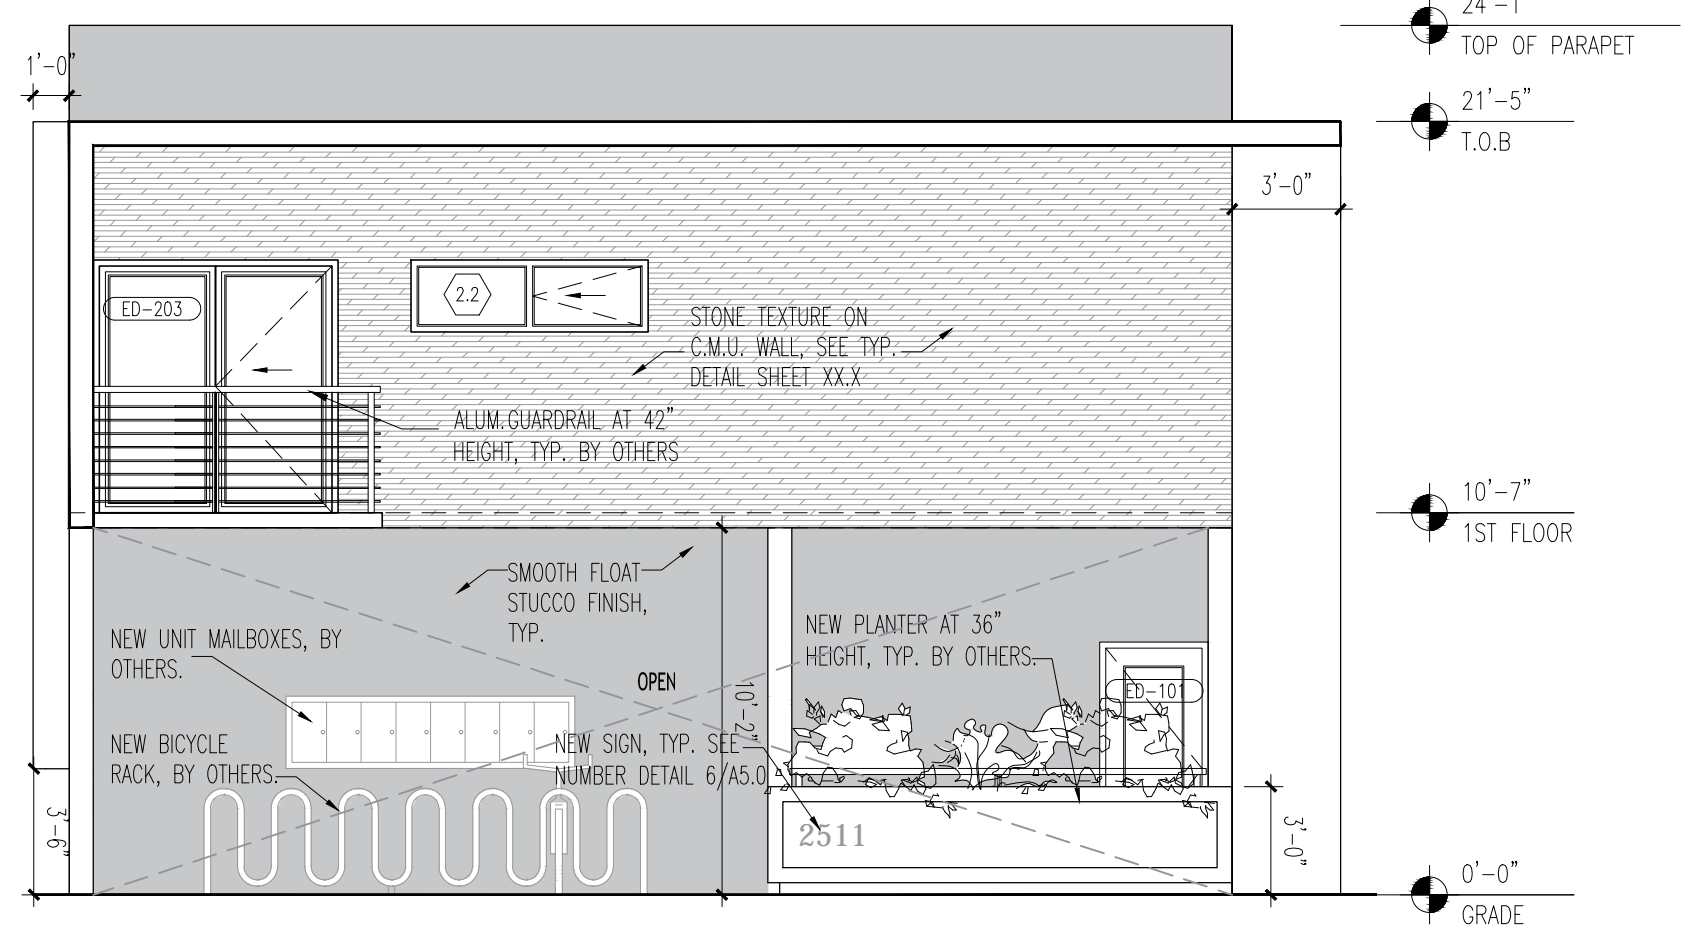 24'-1"
TOP OF PARAPET
1'-0"
21'-5"
T.O.B
3'-0"
ED-203
2.2
STONE TEXTURE ON
C.M.U. WALL, SEE TYP.
DETAIL SHEET XX.X
ALUM.GUARDRAIL AT 42"
HEIGHT, TYP. BY OTHERS
10'-7"
1ST FLOOR
SMOOTH FLOAT
STUCCO FINISH,
TYP.
NEW UNIT MAILBOXES, BY
OTHERS.
OPEN
NEW PLANTER AT 36"
HEIGHT, TYP. BY OTHERS.
ED-101
10'-2"
NEW BICYCLE
RACK, BY OTHERS.
NEW SIGN, TYP. SEE
NUMBER DETAIL 6/A5.0
3'-6"
2511
3'-0"
0'-0"
GRADE